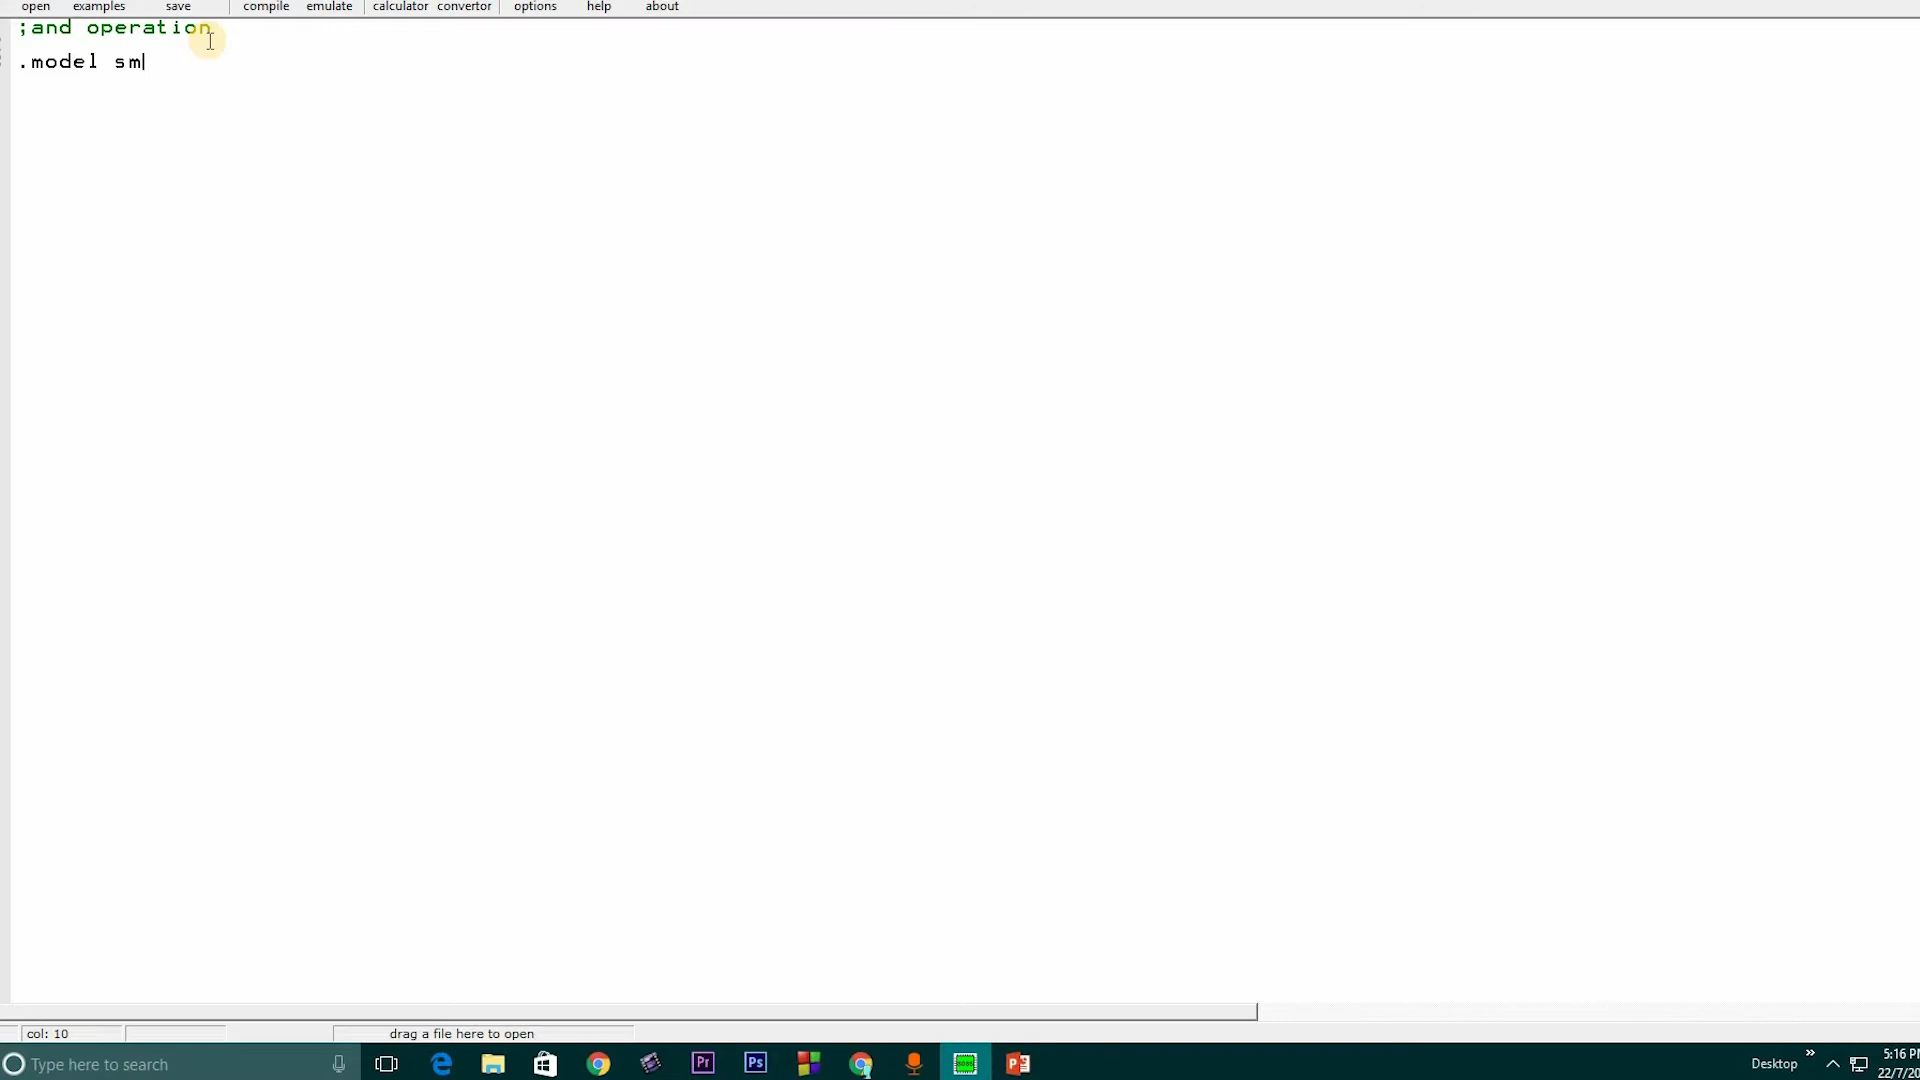 open examples save compile emulate calculator convertor options help about
;and operation
.model sm
col: 10 drag a file here to open
Type here to search Desktop 5:16
22/7/20